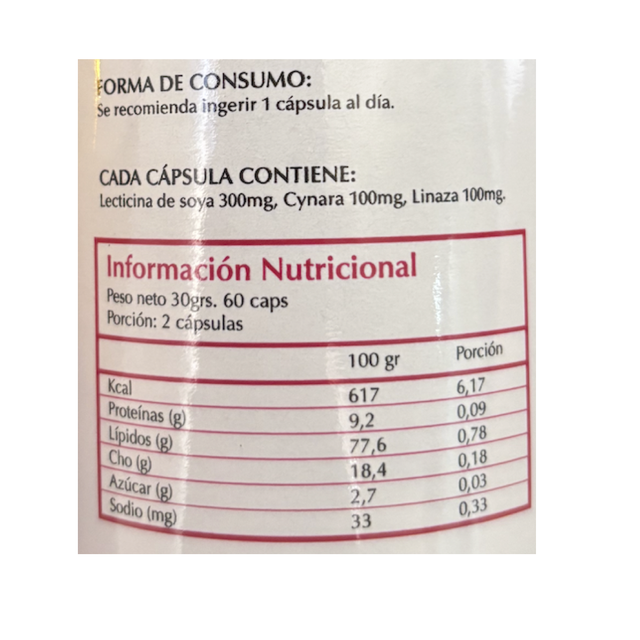 FORMA DE CONSUMO:
Se recomienda ingerir 1 cápsula al día.
CADA CÁPSULA CONTIENE:
Lecticina de soya 300mg, Cynara 100mg, Linaza 100mg.
Información Nutricional
Peso neto 30grs. 60 caps
Porción: 2 cápsulas
100 gr Porción
Kcal 617 6,17
Proteínas (g) 9,2 0,09
Lípidos (g) 77,6 0,78
Cho (g) 18,4 0,18
Azúcar (g) 2,7 0,03
Sodio (mg) 33 0,33